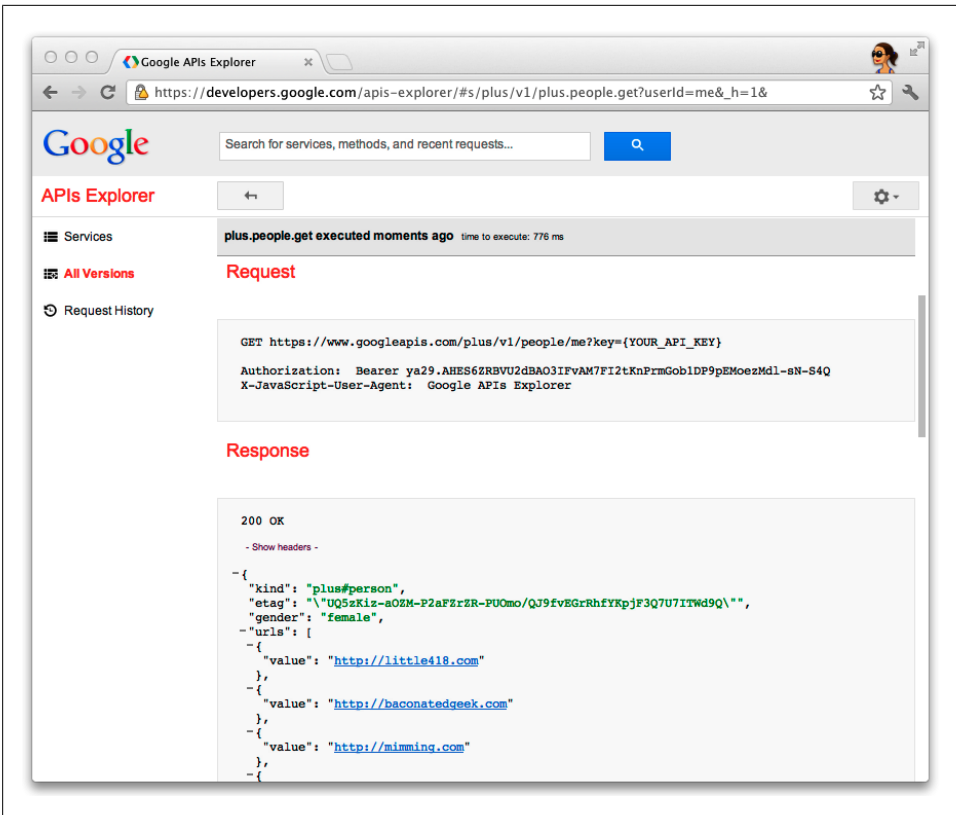 Google APIs Explorer
https://developers.google.com/apis-explorer/#s/plus/v1/plus.people.get?userId=me&_h=1&
Google
Search for services, methods, and recent requests...
APIs Explorer
Services
All Versions
Request History
plus.people.get executed moments ago time to execute: 776 ms
Request
GET https://www.googleapis.com/plus/v1/people/me?key={YOUR_API_KEY}
Authorization: Bearer ya29.AHES6ZRBVU2dBAO3IFvAM7FI2tKnPrmGob1DP9pEMoezMdl-sN-S4Q
X-JavaScript-User-Agent: Google APIs Explorer
Response
200 OK
- Show headers -
-{
"kind": "plus#person",
"etag": "\"UQ5zKiz-aOZM-P2aFZrZR-PUOmo/QJ9fvEGrRhfYKpjF3Q7U7ITWd9Q\"",
"gender": "female",
-"urls": [
-{
"value": "http://little418.com"
},
-{
"value": "http://baconatedgeek.com"
},
-{
"value": "http://mimming.com"
},
-{